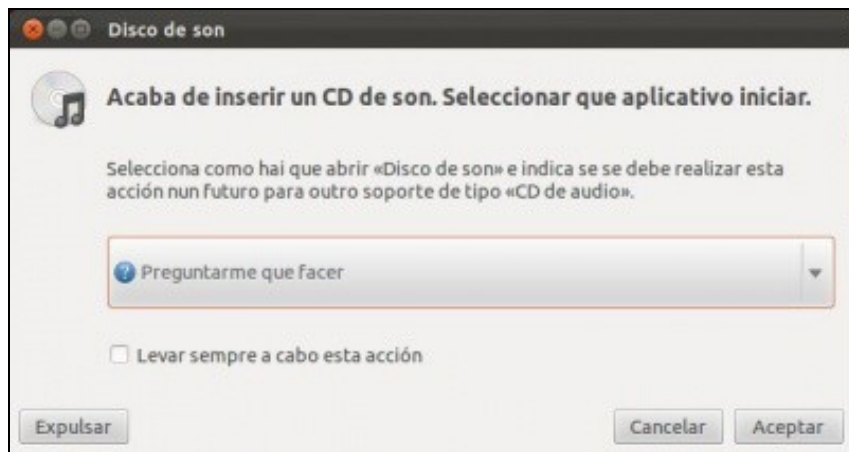 Disco de son
Acaba de inserir un CD de son. Seleccionar que aplicativo iniciar.
Selecciona como hai que abrir «Disco de son» e indica se se debe realizar esta
acción nun futuro para outro soporte de tipo «CD de audio».
Preguntarme que facer
Levar sempre a cabo esta acción
Expulsar Cancelar Aceptar